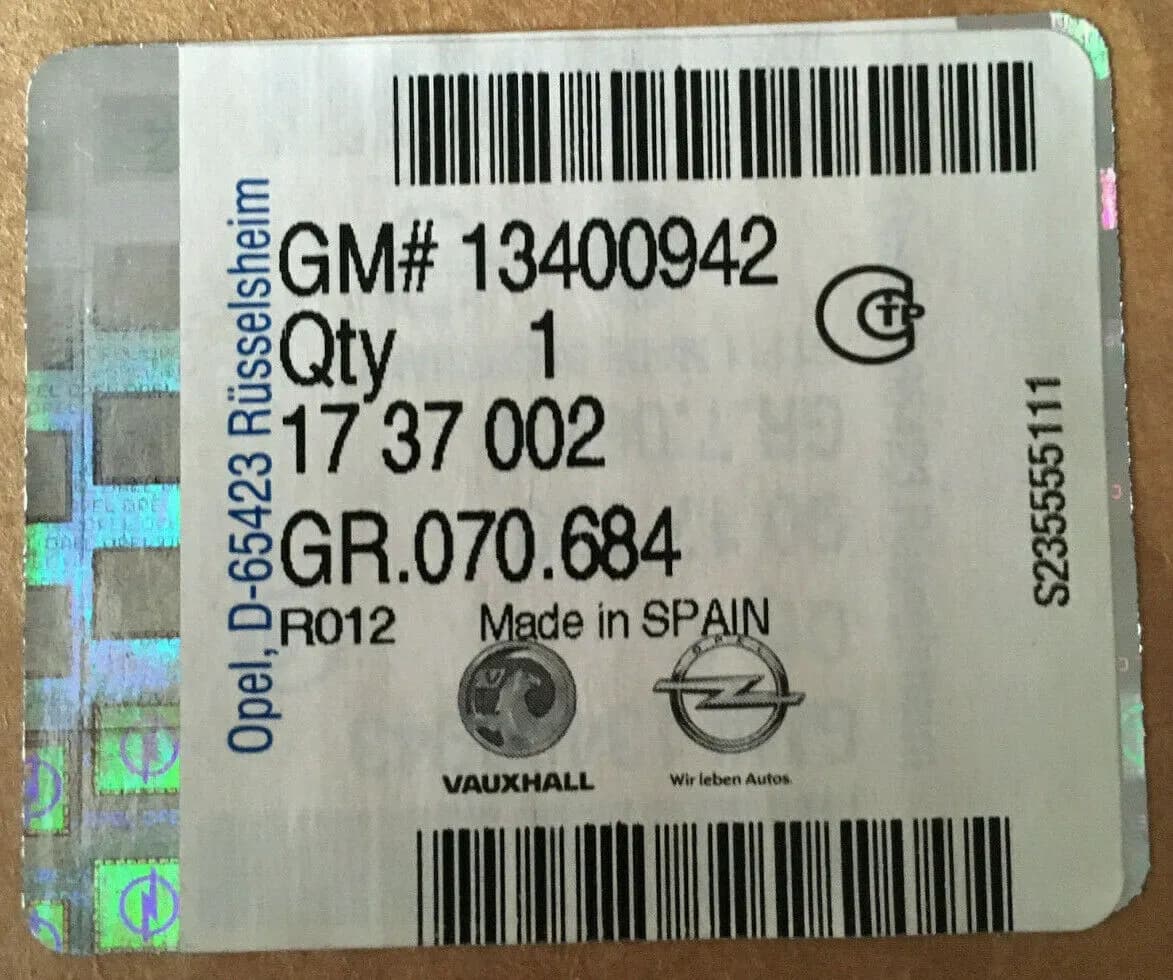 GM# 13400942
Qty 1
17 37 002
GR.070.684
R012 Made in SPAIN
VAUXHALL
OPEL
Wir leben Autos.
Opel, D-65423 Rüsselsheim
S235555111